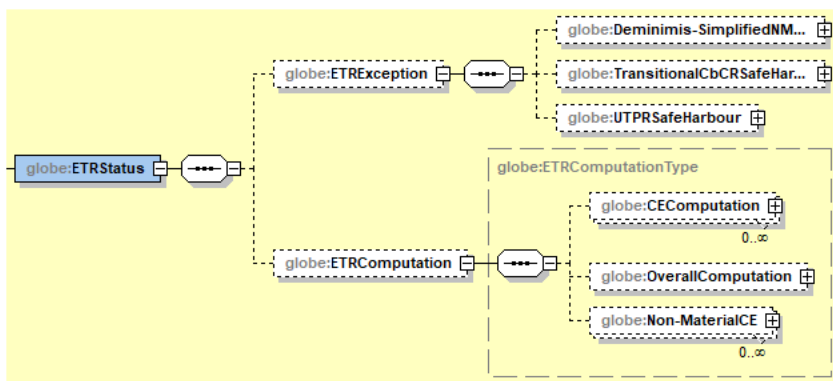 globe:Deminimis-SimplifiedNM...
globe:ETRException
globe:TransitionalCbCRSafeHar...
globe:UTPRSafeHarbour
globe:ETRStatus
globe:ETRComputationType
globe:CEComputation
0..∞
globe:ETRComputation
globe:OverallComputation
globe:Non-MaterialCE
0..∞